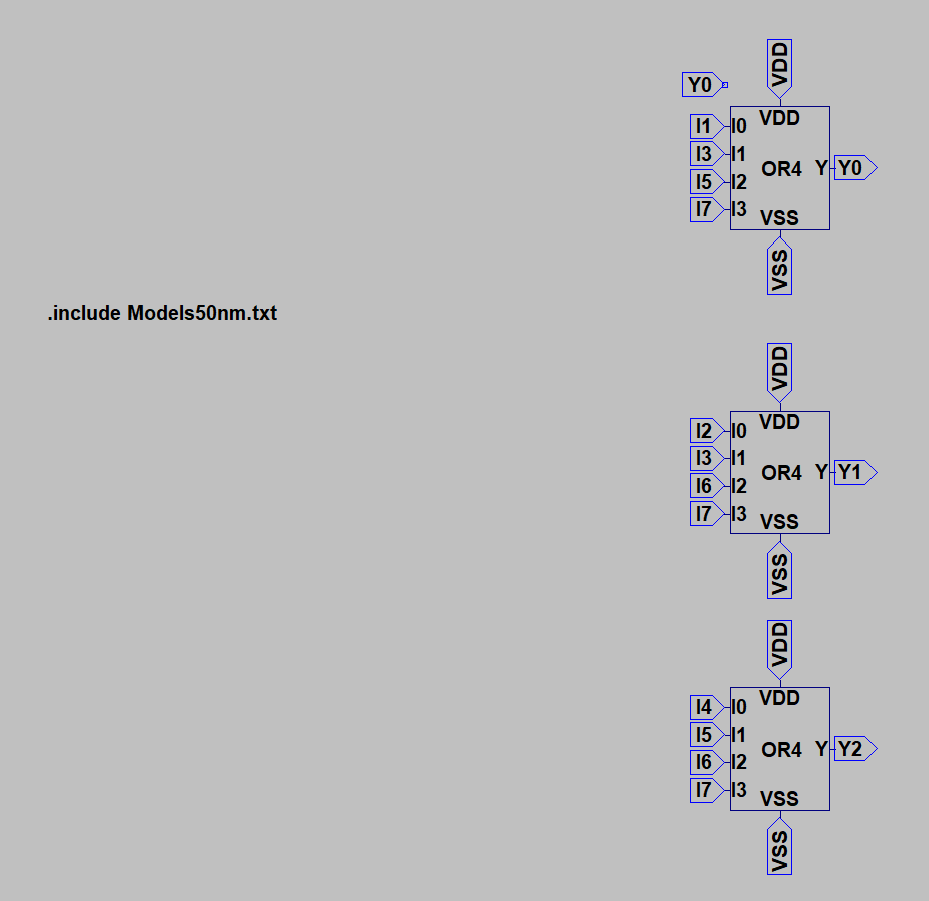 VDD
Y0
VDD
I1 I0
I3 I1
I5 I2 OR4 Y Y0
I7 I3
VSS
VSS
.include Models50nm.txt
VDD
VDD
I2 I0
I3 I1
OR4 Y Y1
I6 I2
I7 I3
VSS
VSS
VDD
VDD
I4 I0
I5 I1
OR4 Y Y2
I6 I2
I7 I3
VSS
VSS